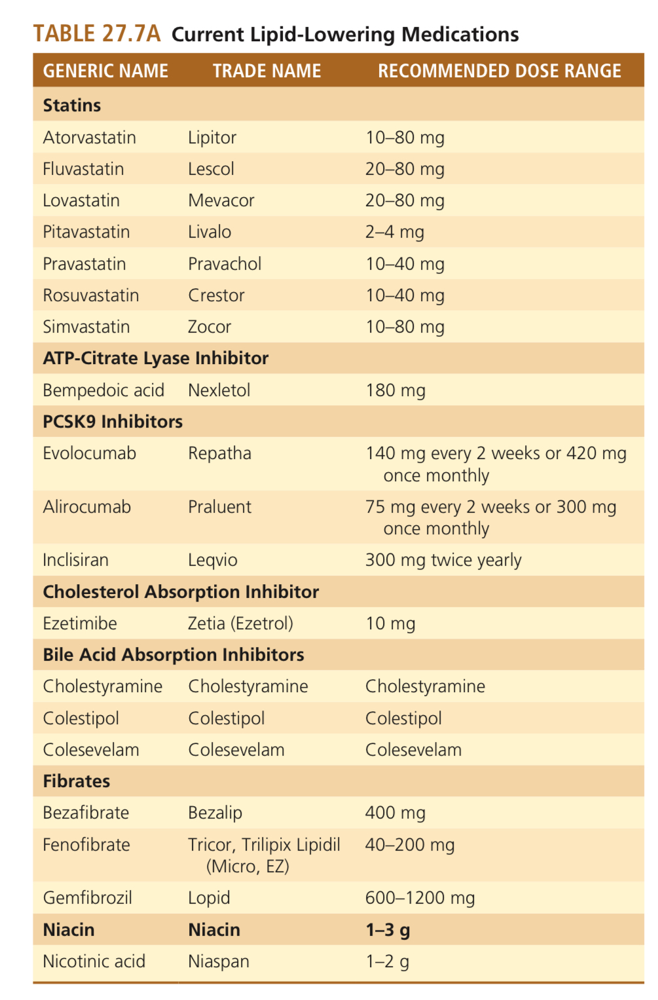 TABLE 27.7A Current Lipid-Lowering Medications
GENERIC NAME TRADE NAME RECOMMENDED DOSE RANGE
Statins
Atorvastatin Lipitor 10–80 mg
Fluvastatin Lescol 20–80 mg
Lovastatin Mevacor 20–80 mg
Pitavastatin Livalo 2–4 mg
Pravastatin Pravachol 10–40 mg
Rosuvastatin Crestor 10–40 mg
Simvastatin Zocor 10–80 mg
ATP-Citrate Lyase Inhibitor
Bempedoic acid Nexletol 180 mg
PCSK9 Inhibitors
Evolocumab Repatha 140 mg every 2 weeks or 420 mg
once monthly
Alirocumab Praluent 75 mg every 2 weeks or 300 mg
once monthly
Inclisiran Leqvio 300 mg twice yearly
Cholesterol Absorption Inhibitor
Ezetimibe Zetia (Ezetrol) 10 mg
Bile Acid Absorption Inhibitors
Cholestyramine Cholestyramine Cholestyramine
Colestipol Colestipol Colestipol
Colesevelam Colesevelam Colesevelam
Fibrates
Bezafibrate Bezalip 400 mg
Fenofibrate Tricor, Trilipix Lipidil 40–200 mg
(Micro, EZ)
Gemfibrozil Lopid 600–1200 mg
Niacin Niacin 1–3 g
Nicotinic acid Niaspan 1–2 g